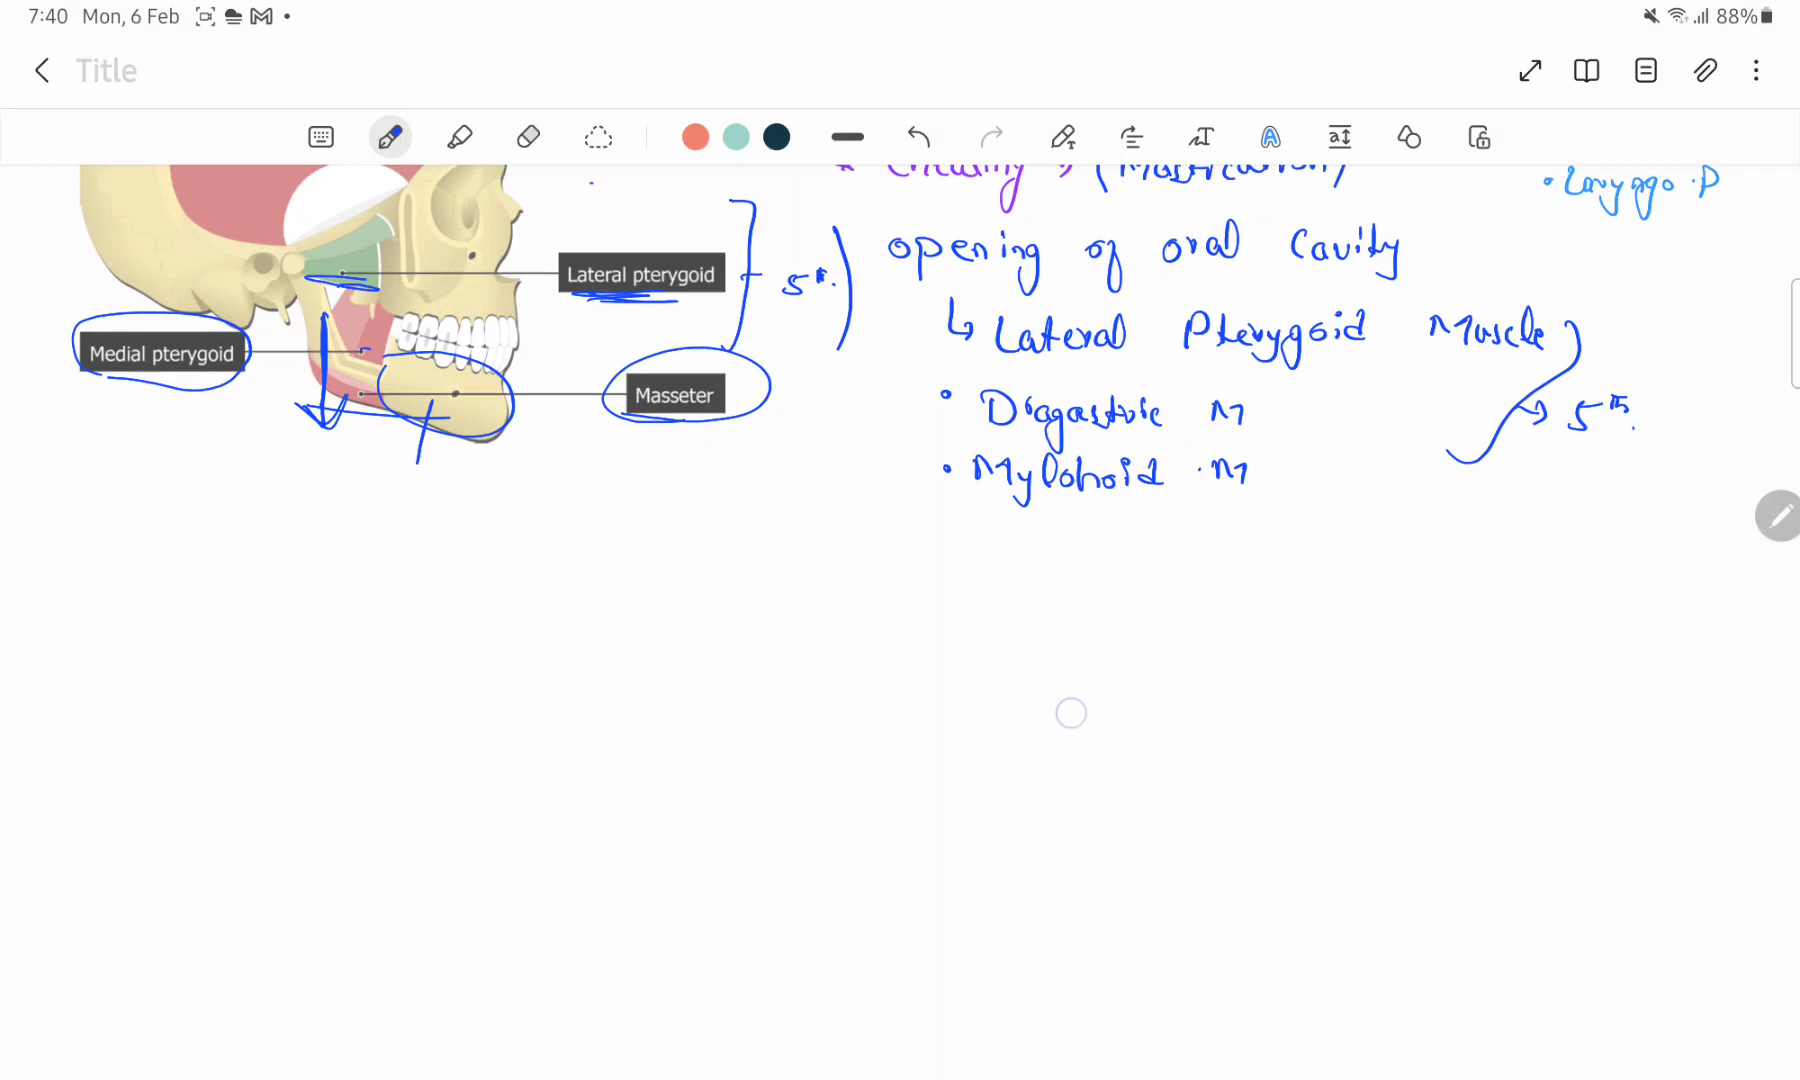 7:40 Mon, 6 Feb
88%
Title
Laryngo . P
opening of oral Cavity
Lateral pterygoid
5th.
Lateral Pterygoid Muscle
Medial pterygoid
Masseter
• Diagastric M
5th.
• Mylohoid . M